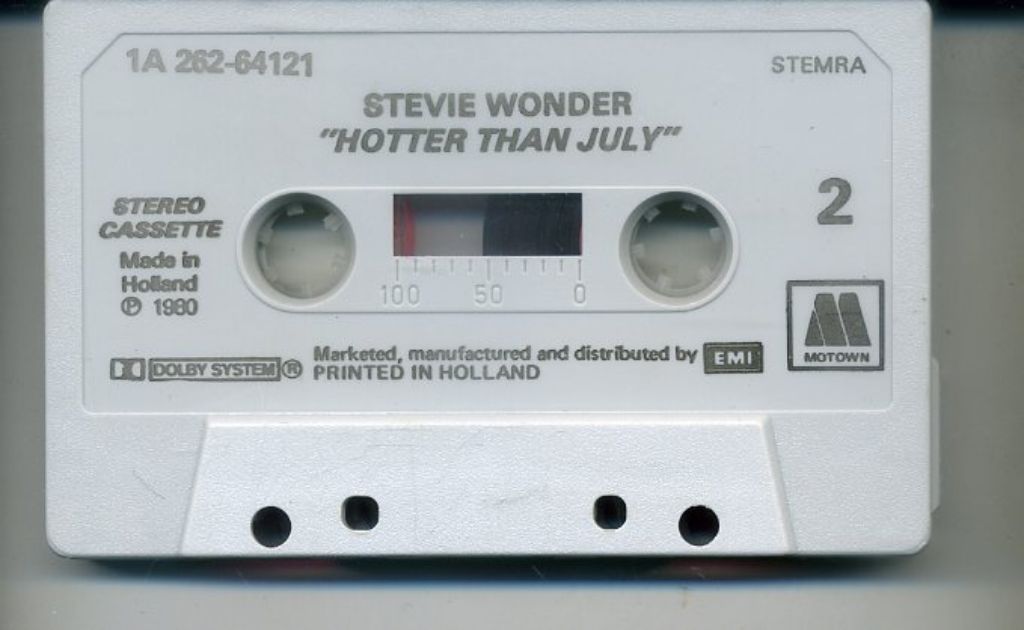 1A 262-64121
STEMRA
STEVIE WONDER
"HOTTER THAN JULY"
2
STEREO
CASSETTE
Made in
Holland
℗ 1980
100 50 0
MOTOWN
DOLBY SYSTEM®
Marketed, manufactured and distributed by EMI
PRINTED IN HOLLAND